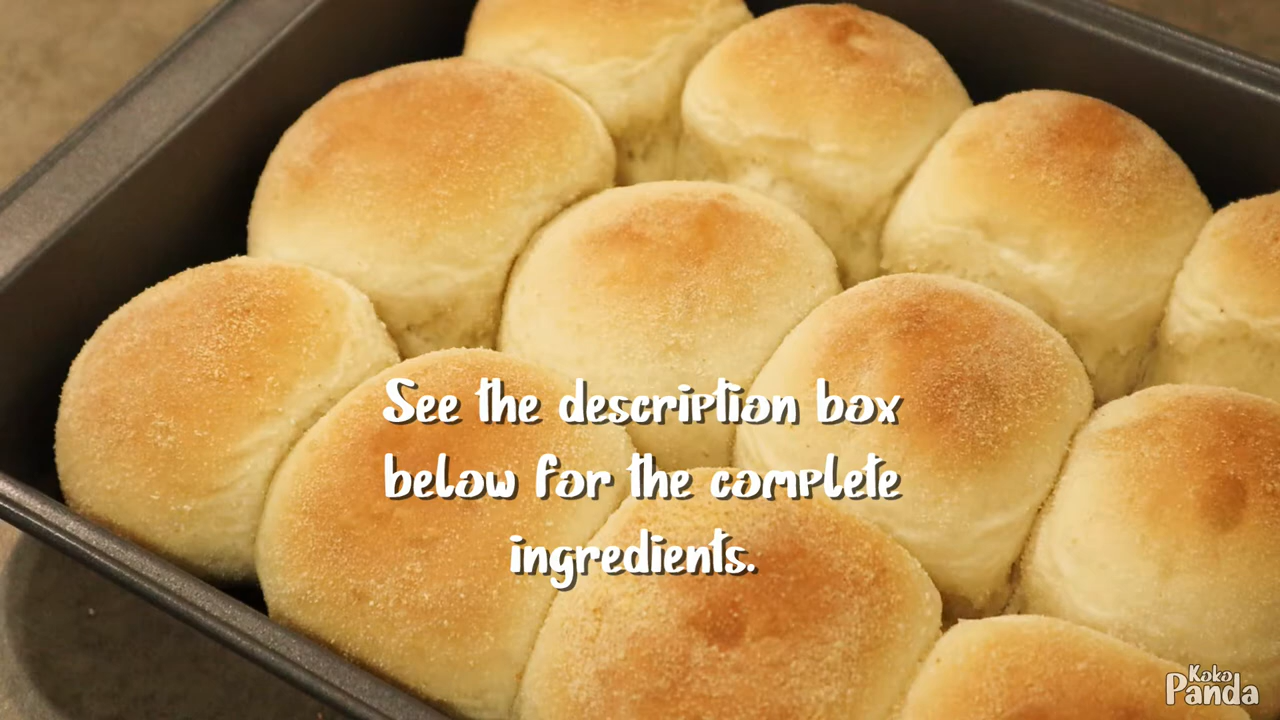 See the description box
below for the complete
ingredients.
Koko
Panda